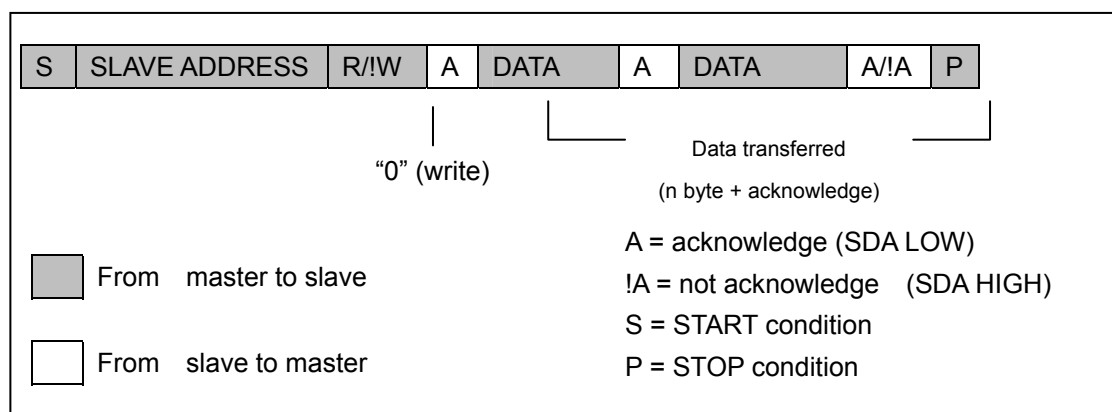 S SLAVE ADDRESS R/!W A DATA A DATA A/!A P
“0” (write)
Data transferred
(n byte + acknowledge)
A = acknowledge (SDA LOW)
!A = not acknowledge (SDA HIGH)
S = START condition
P = STOP condition
From master to slave
From slave to master